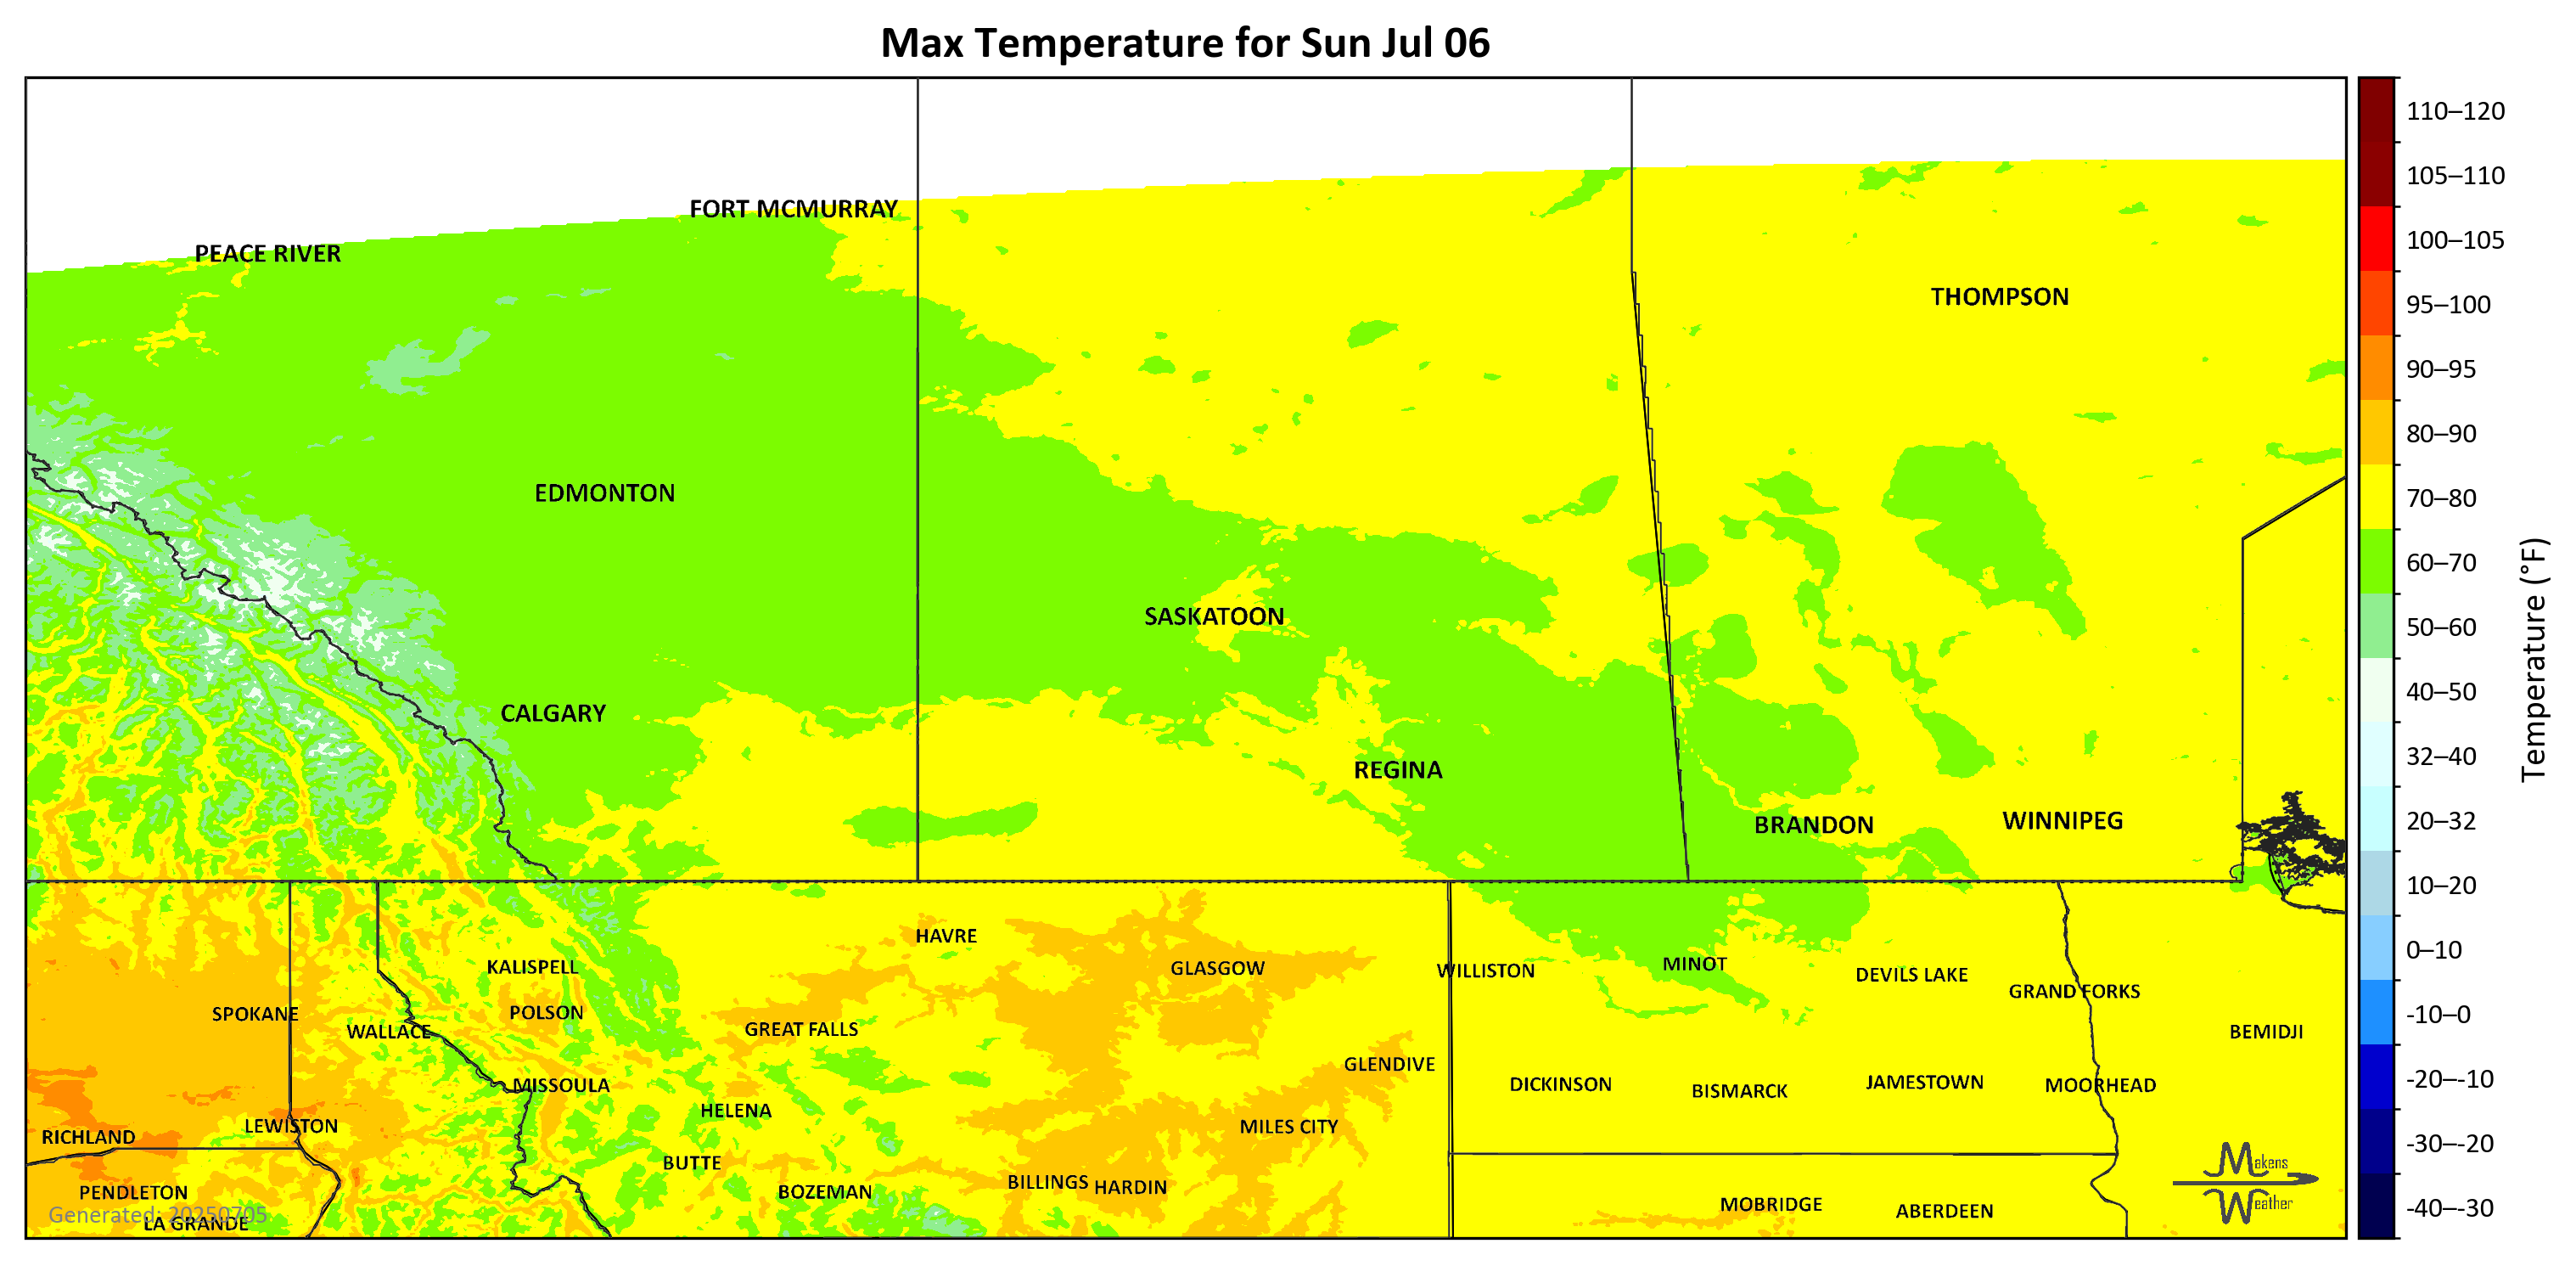 Max Temperature for Sun Jul 06
FORT MCMURRAY
PEACE RIVER
THOMPSON
EDMONTON
SASKATOON
CALGARY
REGINA
BRANDON
WINNIPEG
HAVRE
KALISPELL
GLASGOW
WILLISTON
MINOT
DEVILS LAKE
GRAND FORKS
SPOKANE
POLSON
WALLACE
GREAT FALLS
BEMIDJI
GLENDIVE
MISSOULA
DICKINSON
BISMARCK
JAMESTOWN
MOORHEAD
HELENA
LEWISTON
MILES CITY
RICHLAND
BUTTE
PENDLETON
BOZEMAN
BILLINGS
HARDIN
MOBRIDGE
ABERDEEN
Generated: 20250705
LA GRANDE
Makens
Weather
110–120
105–110
100–105
95–100
90–95
80–90
70–80
60–70
50–60
40–50
32–40
20–32
10–20
0–10
-10–0
-20–-10
-30–-20
-40–-30
Temperature (°F)